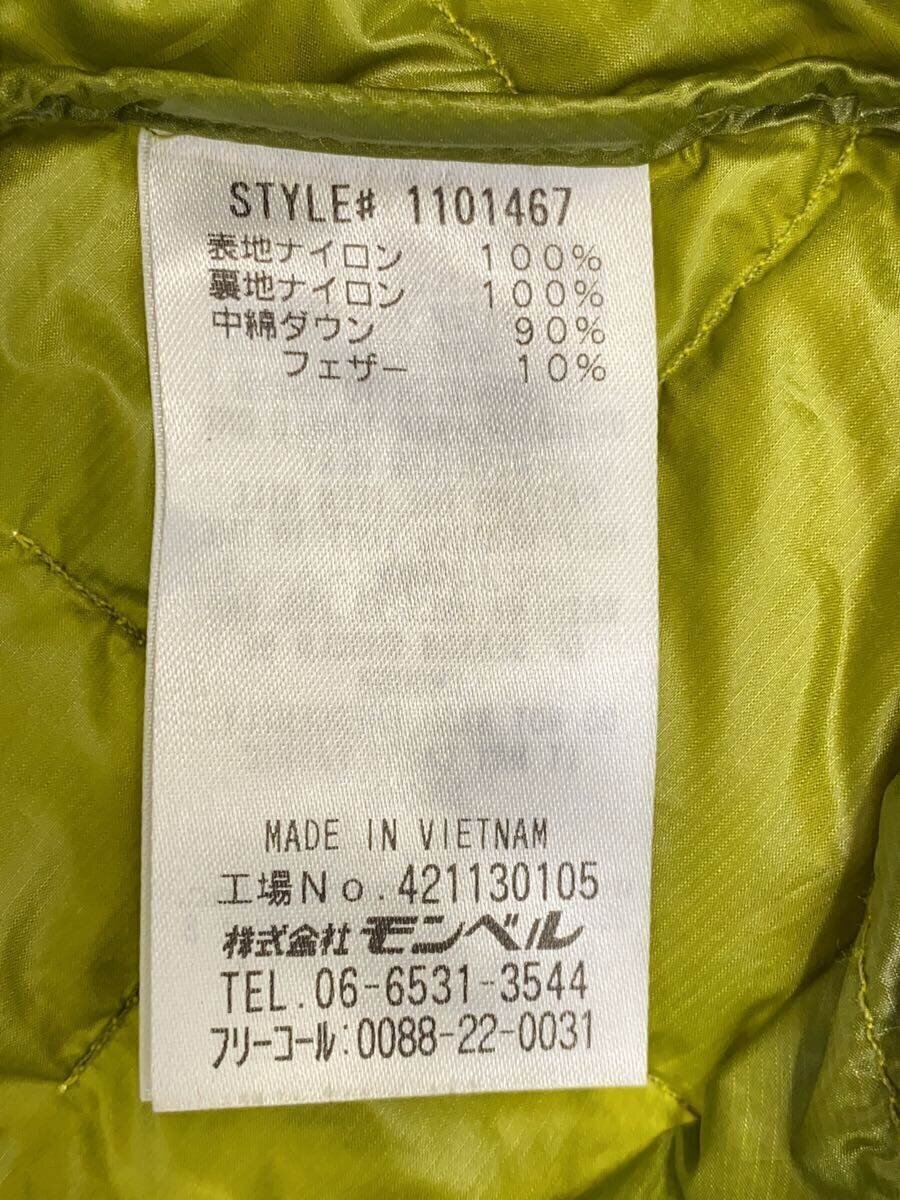 STYLE# 1101467
表地ナイロン 100%
裏地ナイロン 100%
中綿ダウン 90%
フェザー 10%
MADE IN VIETNAM
工場No.421130105
株式会社モンベル
TEL.06-6531-3544
フリーコール:0088-22-0031